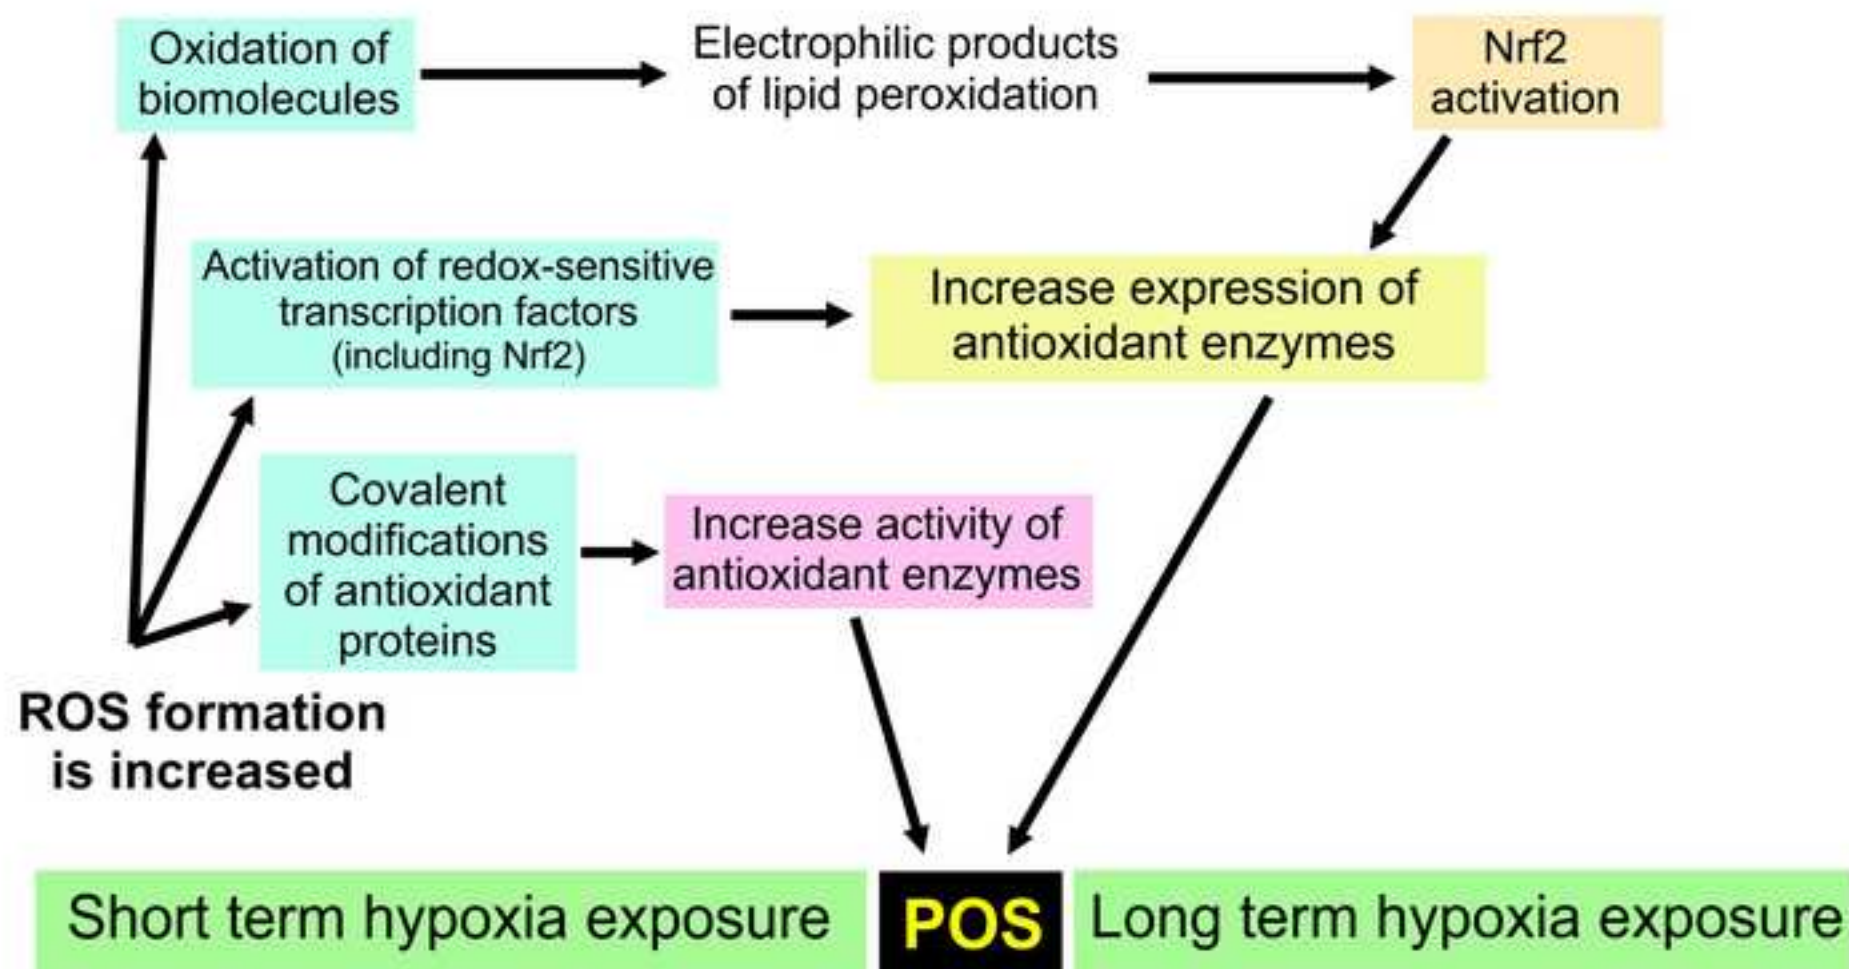 Oxidation of
biomolecules
Electrophilic products
of lipid peroxidation
Nrf2
activation
Activation of redox-sensitive
transcription factors
(including Nrf2)
Increase expression of
antioxidant enzymes
Covalent
modifications
of antioxidant
proteins
Increase activity of
antioxidant enzymes
ROS formation
is increased
Short term hypoxia exposure
POS
Long term hypoxia exposure